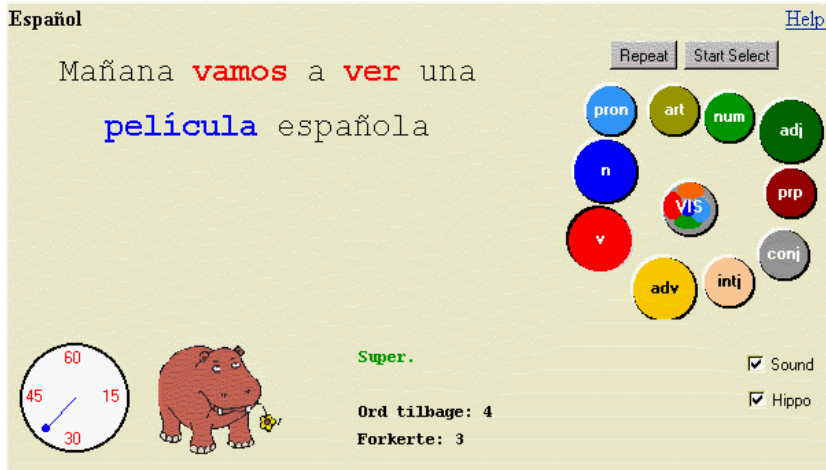 Español
Help
Mañana vamos a ver una
película española
Repeat
Start Select
pron
art
num
adj
n
prp
VIS
v
conj
adv
intj
60
45
15
30
Super.
Ord tilbage: 4
Forkerte: 3
Sound
Hippo